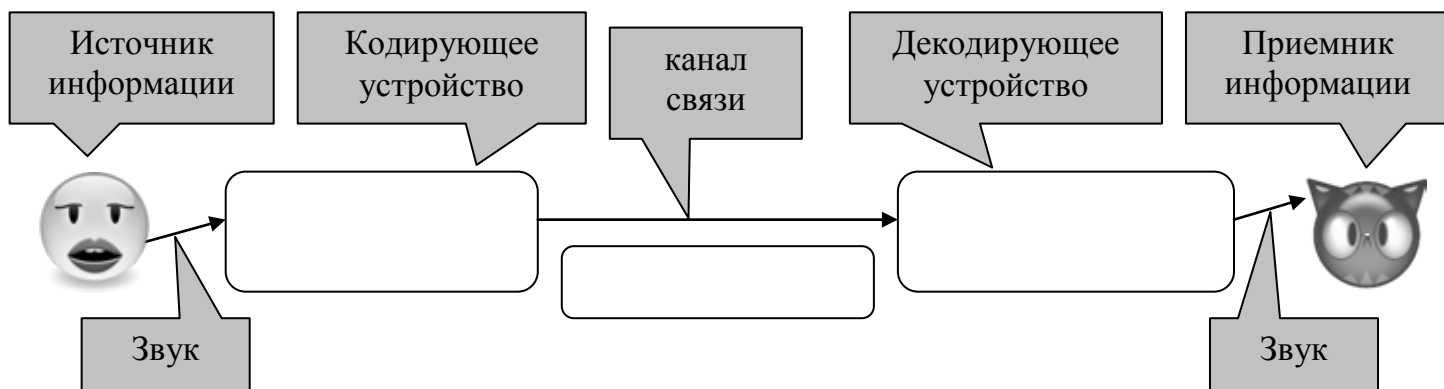 Источник
информации
Кодирующее
устройство
канал
связи
Декодирующее
устройство
Приемник
информации
Звук
Звук